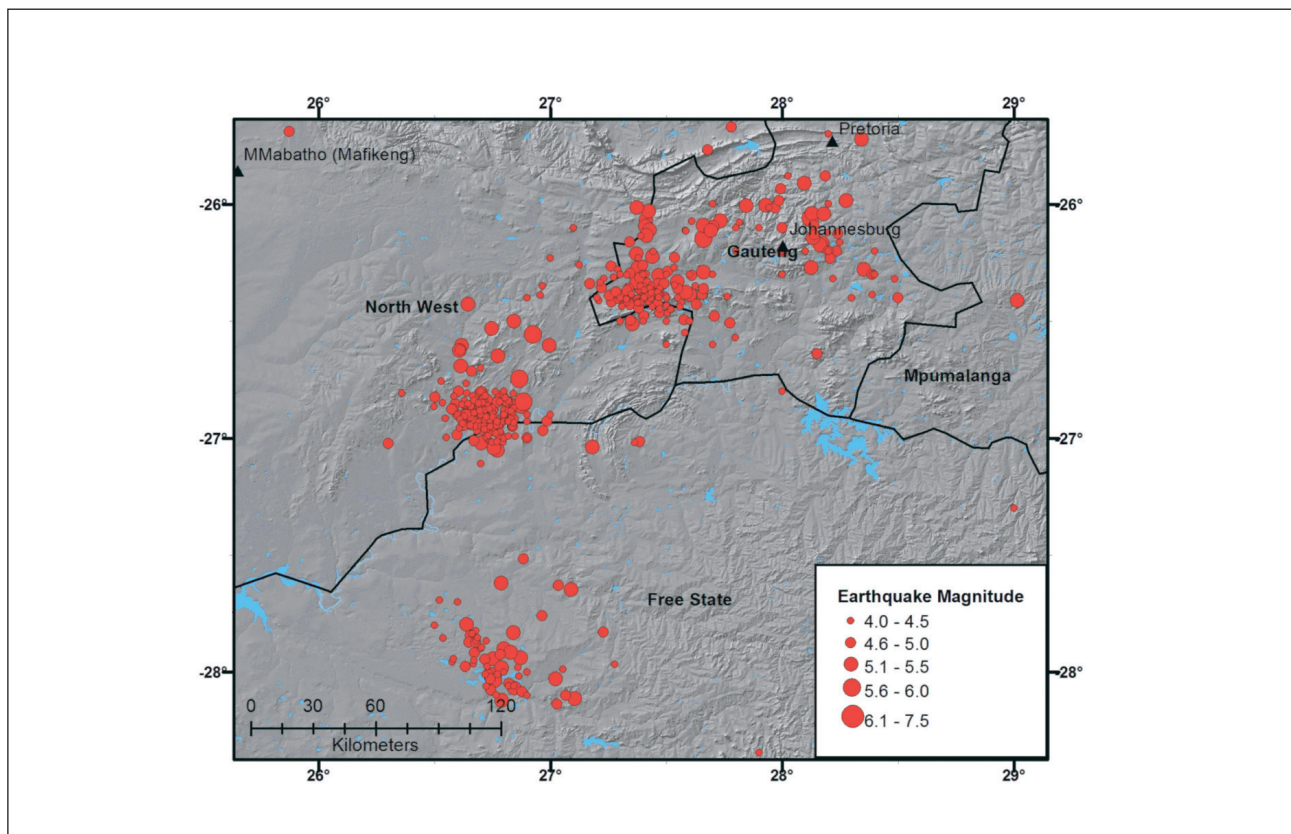 26° 27° 28° 29°
Pretoria
MMabatho (Mafikeng)
-26° -26°
Johannesburg
Gauteng
North West
Mpumalanga
-27° -27°
Free State
Earthquake Magnitude
4.0 - 4.5
4.6 - 5.0
5.1 - 5.5
5.6 - 6.0
6.1 - 7.5
-28° -28°
0 30 60 120
Kilometers
26° 27° 28° 29°